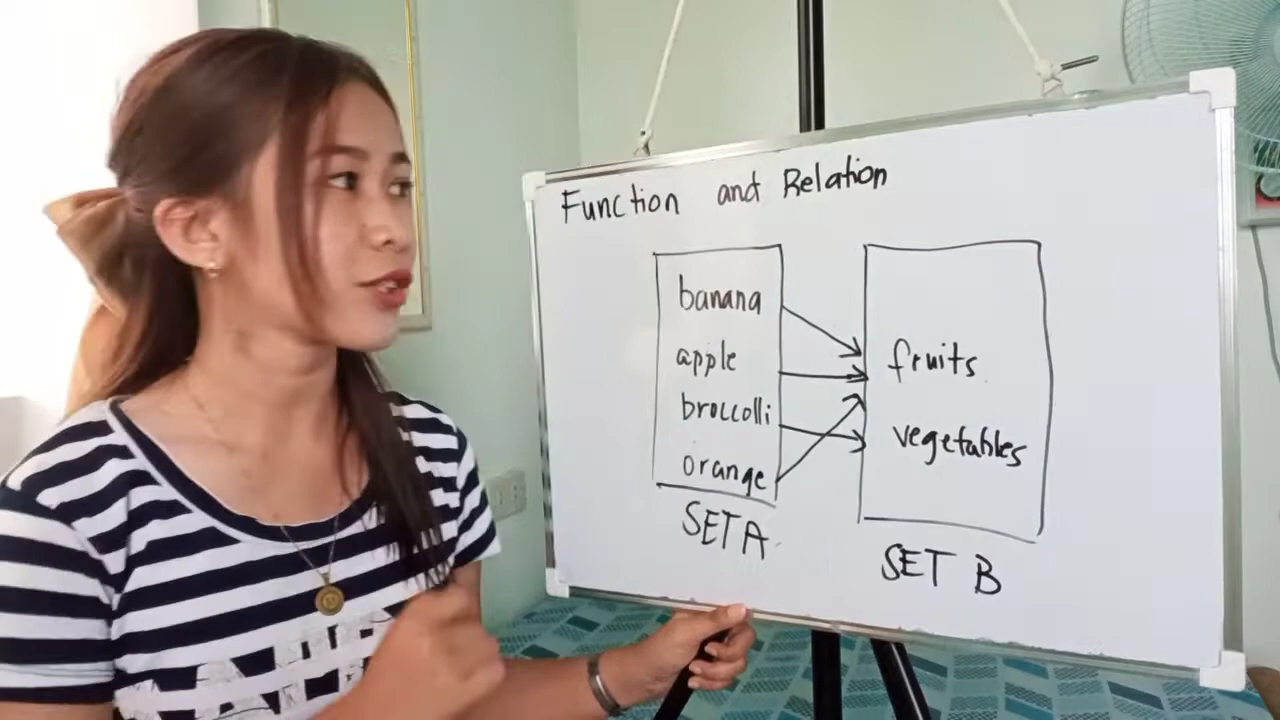 Function and Relation
banana
apple
broccolli
orange
SET A
fruits
vegetables
SET B